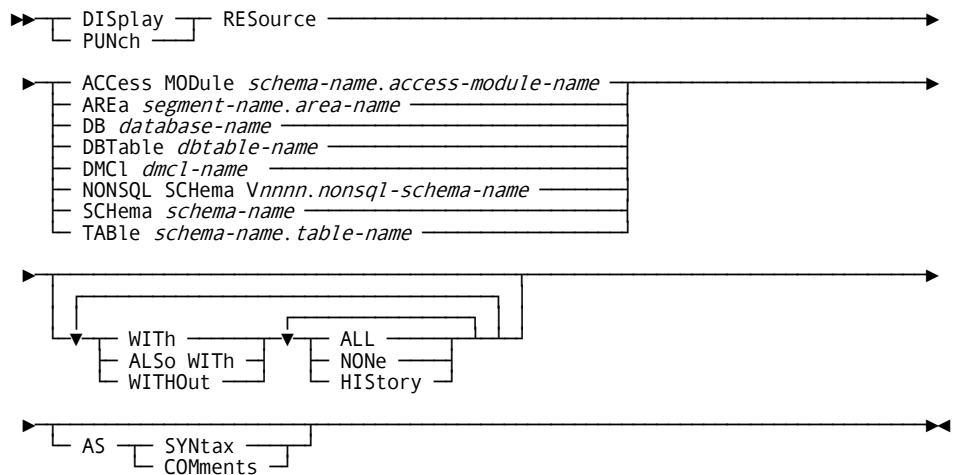 DISplay RESource
PUNch
ACCess MODule schema-name.access-module-name
AREa segment-name.area-name
DB database-name
DBTable dbtable-name
DMCl dmcl-name
NONSQL SCHema Vnnnn.nonsql-schema-name
SCHema schema-name
TABle schema-name.table-name
WITh ALL
ALSo WITh NONe
WITHOut HIStory
AS SYNtax
COMments